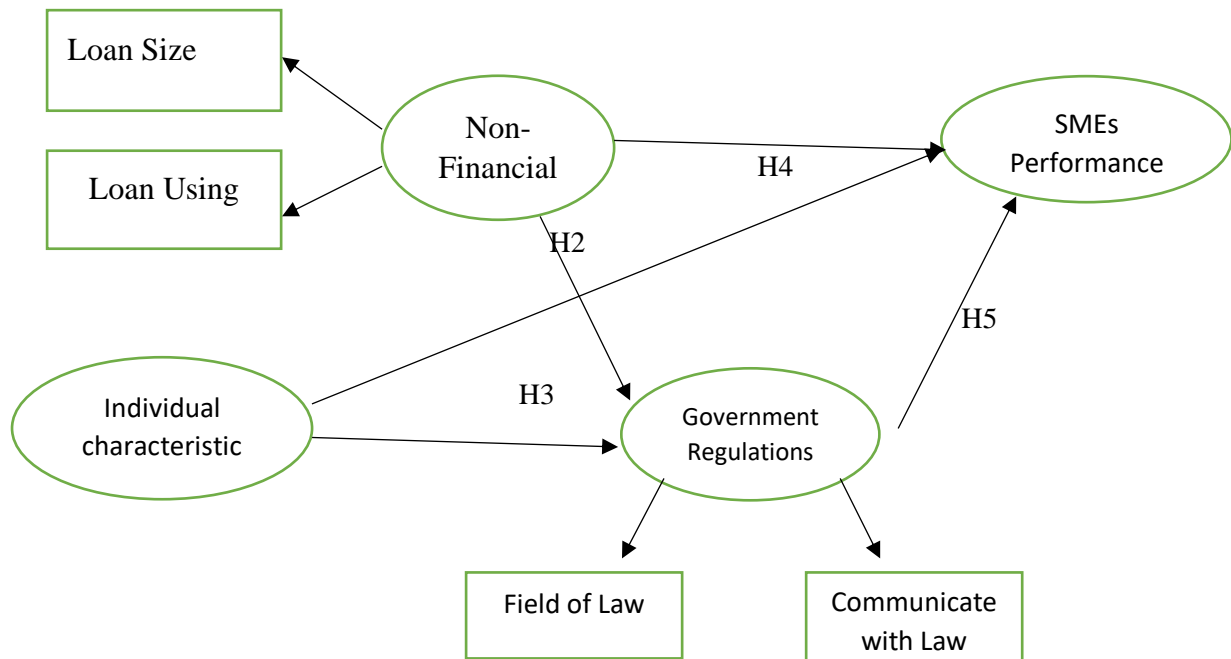 Loan Size
Non-
Financial
SMEs
Performance
Loan Using
H4
H2
H5
H3
Individual
characteristic
Government
Regulations
Field of Law
Communicate
with Law